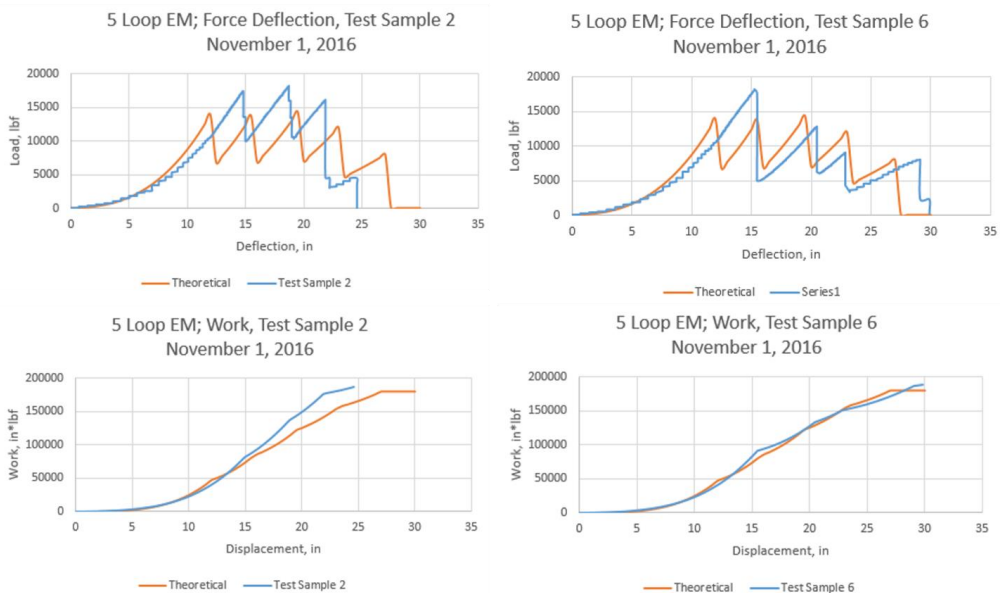 5 Loop EM; Force Deflection, Test Sample 2
November 1, 2016
20000
15000
10000
5000
0
Load, lbf
0 5 10 15 20 25 30 35
Deflection, in
Theoretical Test Sample 2
5 Loop EM; Force Deflection, Test Sample 6
November 1, 2016
20000
15000
10000
5000
0
Load, lbf
0 5 10 15 20 25 30 35
Deflection, in
Theoretical Series1
5 Loop EM; Work, Test Sample 2
November 1, 2016
200000
150000
100000
50000
0
Work, in*lbf
0 5 10 15 20 25 30 35
Displacement, in
Theoretical Test Sample 2
5 Loop EM; Work, Test Sample 6
November 1, 2016
200000
150000
100000
50000
0
Work, in*lbf
0 5 10 15 20 25 30 35
Displacement, in
Theoretical Test Sample 6